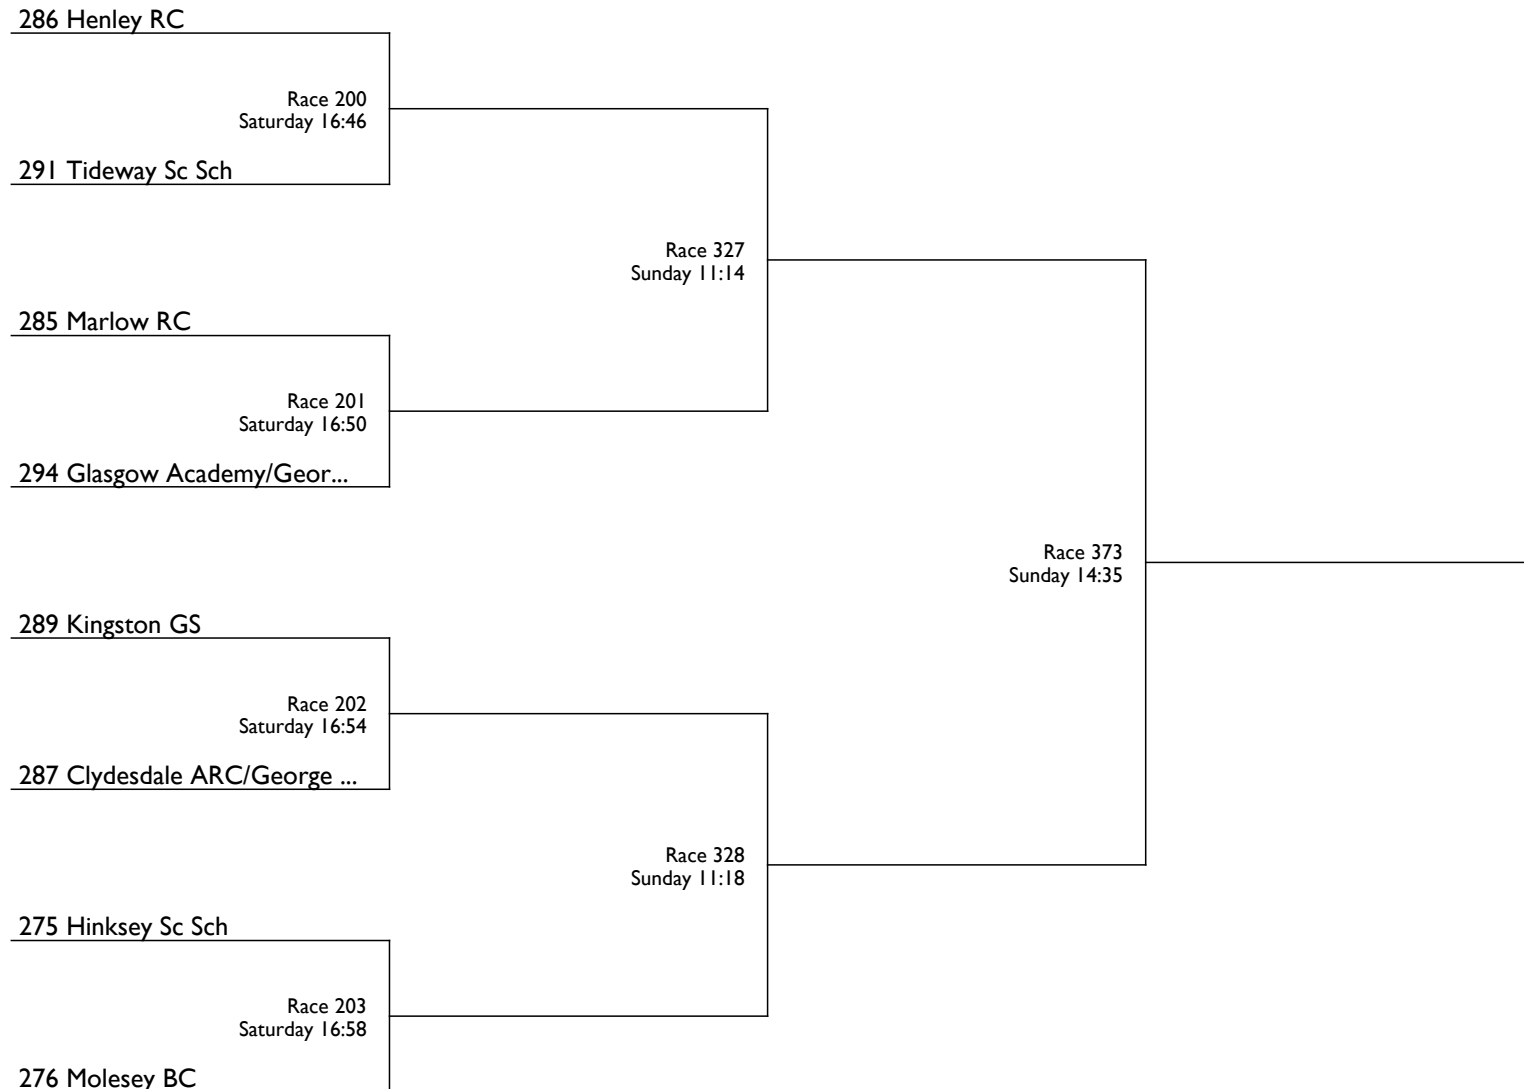 286 Henley RC
Race 200
Saturday 16:46
291 Tideway Sc Sch
Race 327
Sunday 11:14
285 Marlow RC
Race 201
Saturday 16:50
294 Glasgow Academy/Geor...
Race 373
Sunday 14:35
289 Kingston GS
Race 202
Saturday 16:54
287 Clydesdale ARC/George ...
Race 328
Sunday 11:18
275 Hinksey Sc Sch
Race 203
Saturday 16:58
276 Molesey BC